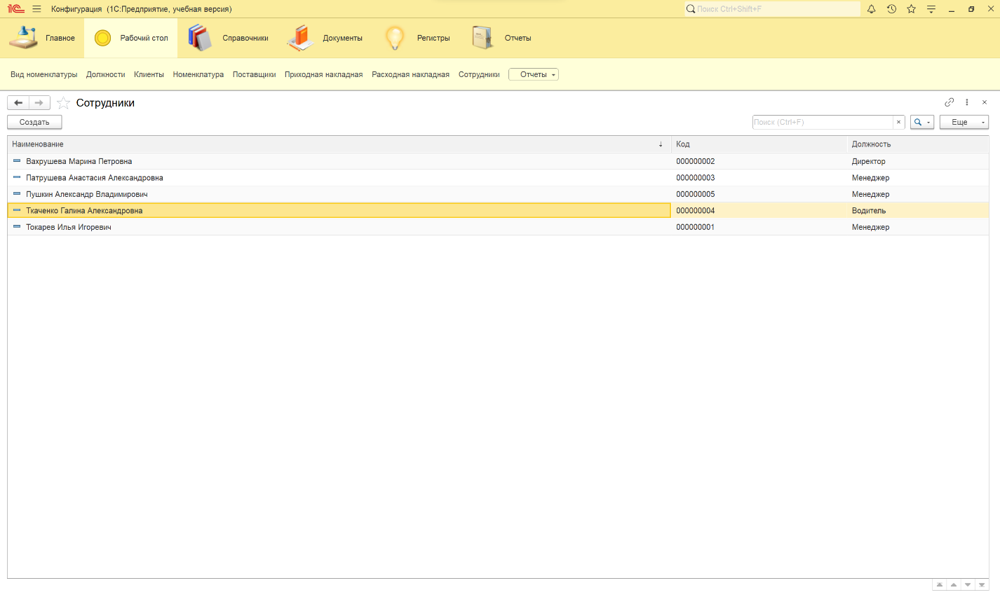 1С Конфигурация (1С:Предприятие, учебная версия) Поиск Ctrl+Shift+F
Главное Рабочий стол Справочники Документы Регистры Отчеты
Вид номенклатуры Должности Клиенты Номенклатура Поставщики Приходная накладная Расходная накладная Сотрудники Отчеты
Сотрудники
Создать Поиск (Ctrl+F) × Еще
Наименование ↓ Код Должность
Вахрушева Марина Петровна 000000002 Директор
Патрушева Анастасия Александровна 000000003 Менеджер
Пушкин Александр Владимирович 000000005 Менеджер
Ткаченко Галина Александровна 000000004 Водитель
Токарев Илья Игоревич 000000001 Менеджер